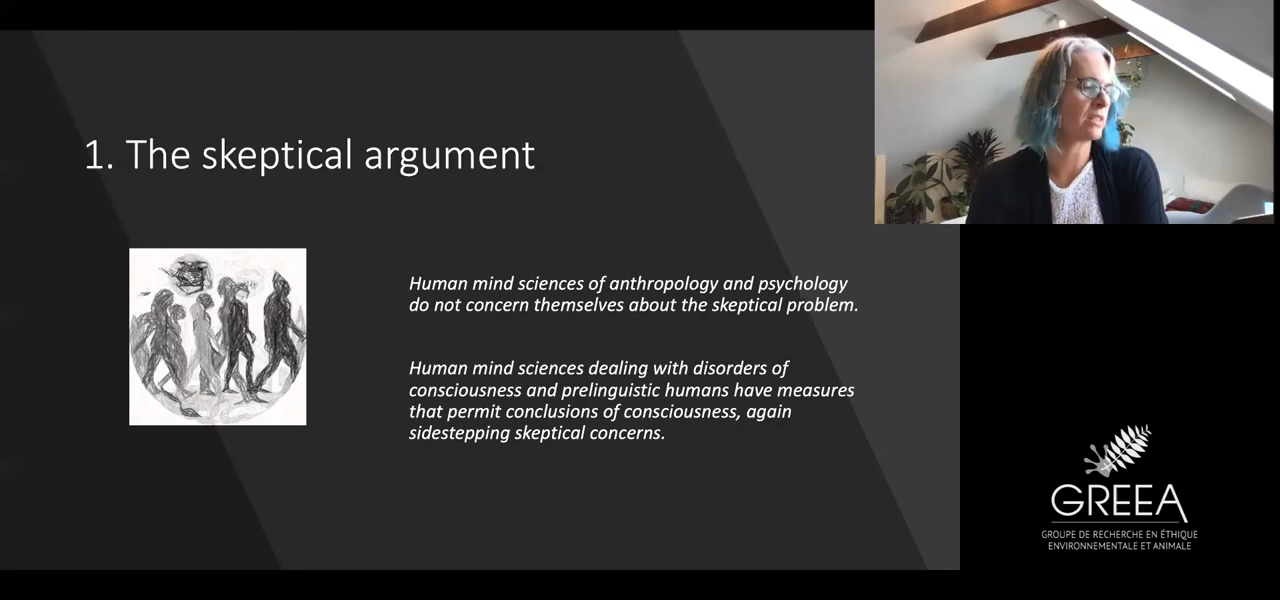 1. The skeptical argument
Human mind sciences of anthropology and psychology
do not concern themselves about the skeptical problem.
Human mind sciences dealing with disorders of
consciousness and prelinguistic humans have measures
that permit conclusions of consciousness, again
sidestepping skeptical concerns.
GREEA
GROUPE DE RECHERCHE EN ÉTHIQUE
ENVIRONNEMENTALE ET ANIMALE